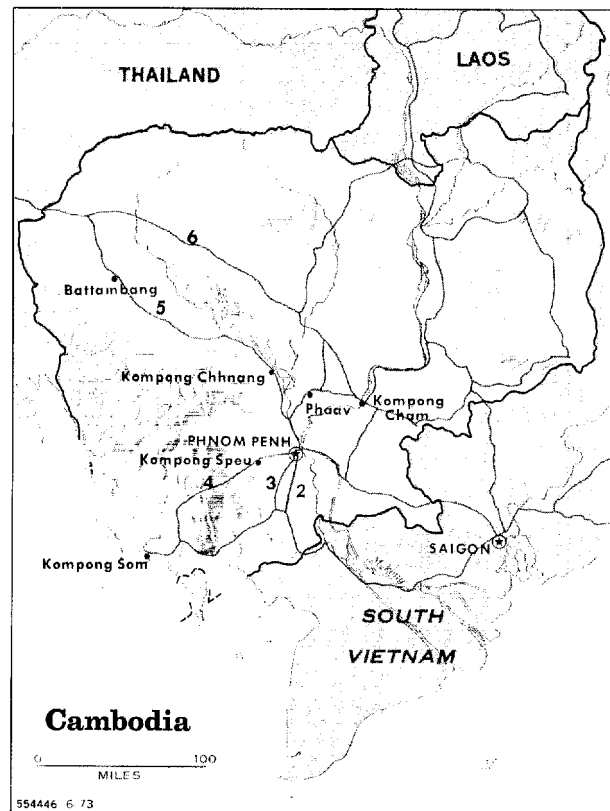 THAILAND
LAOS
6
Battambang
5
Kompong Chhnang
Phaav
Kompong
Cham
PHNOM PENH
Kompong Speu
4
3
2
SAIGON
Kompong Som
SOUTH
VIETNAM
Cambodia
0 100
MILES
554446 6 73